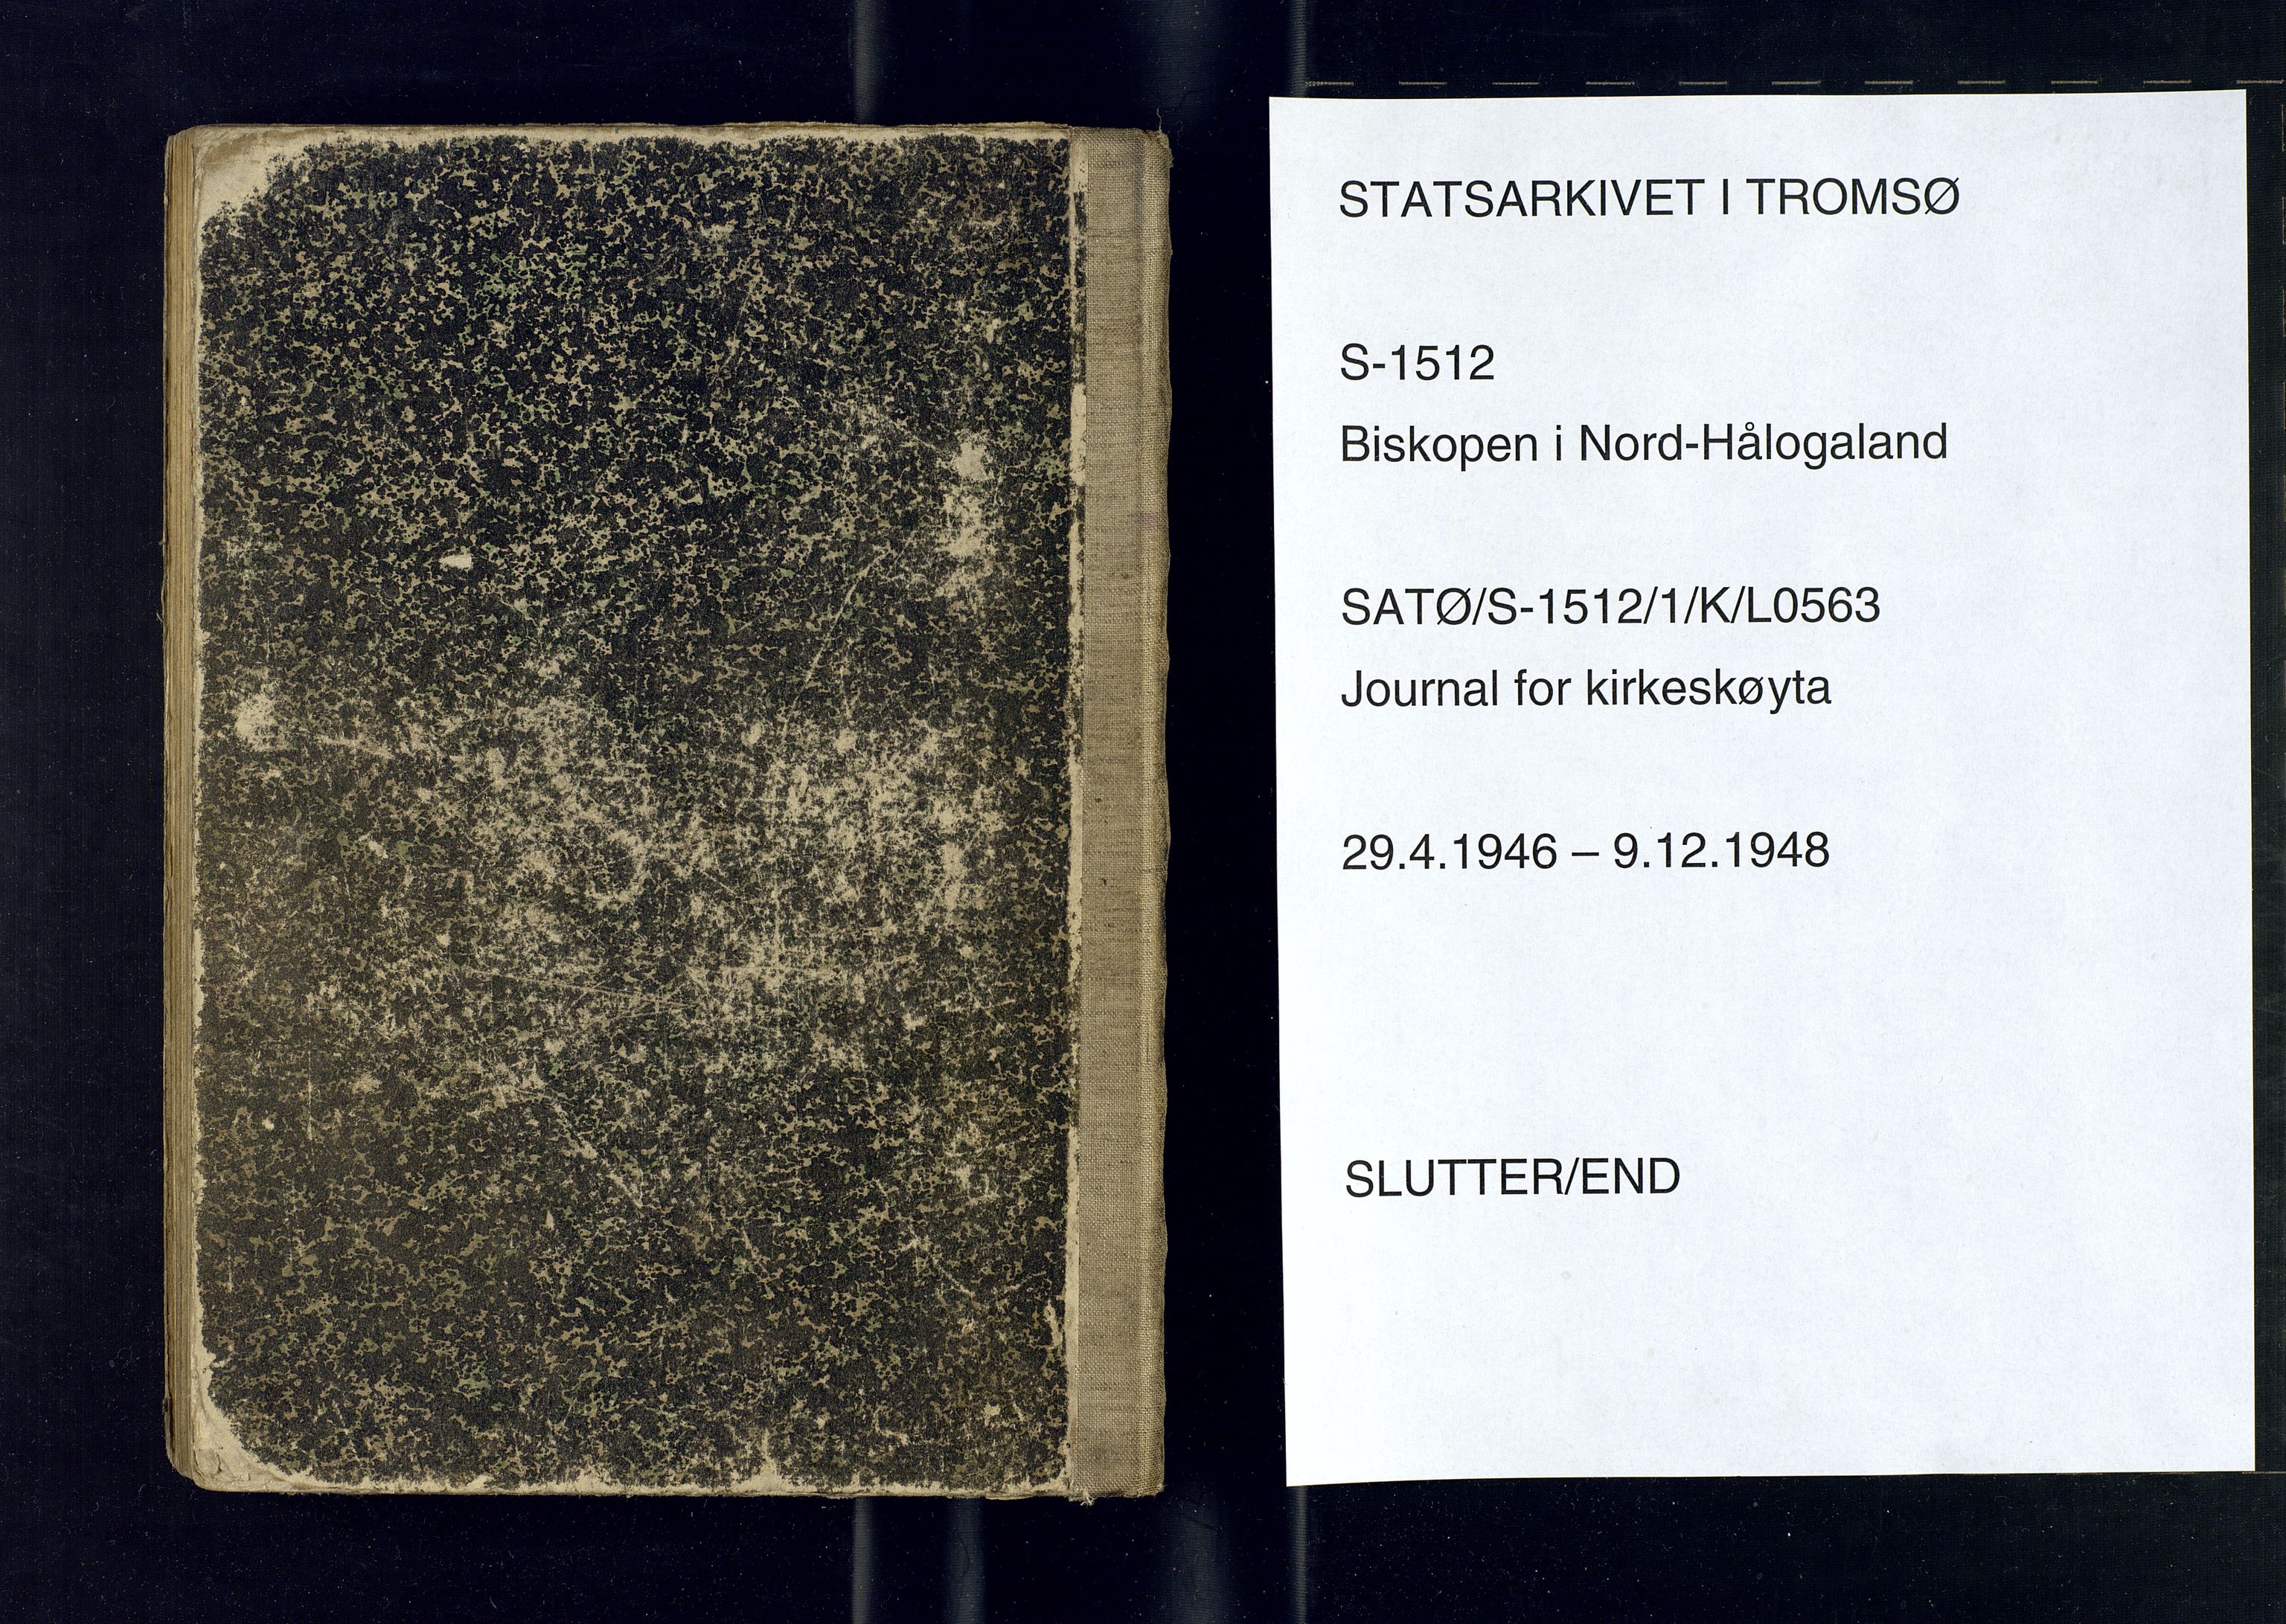 STATSARKIVET I TROMSØ
S-1512
Biskopen i Nord-Hålogaland
SATØ/S-1512/1/K/L0563
Journal for kirkeskøyta
29.4.1946 – 9.12.1948
SLUTTER/END